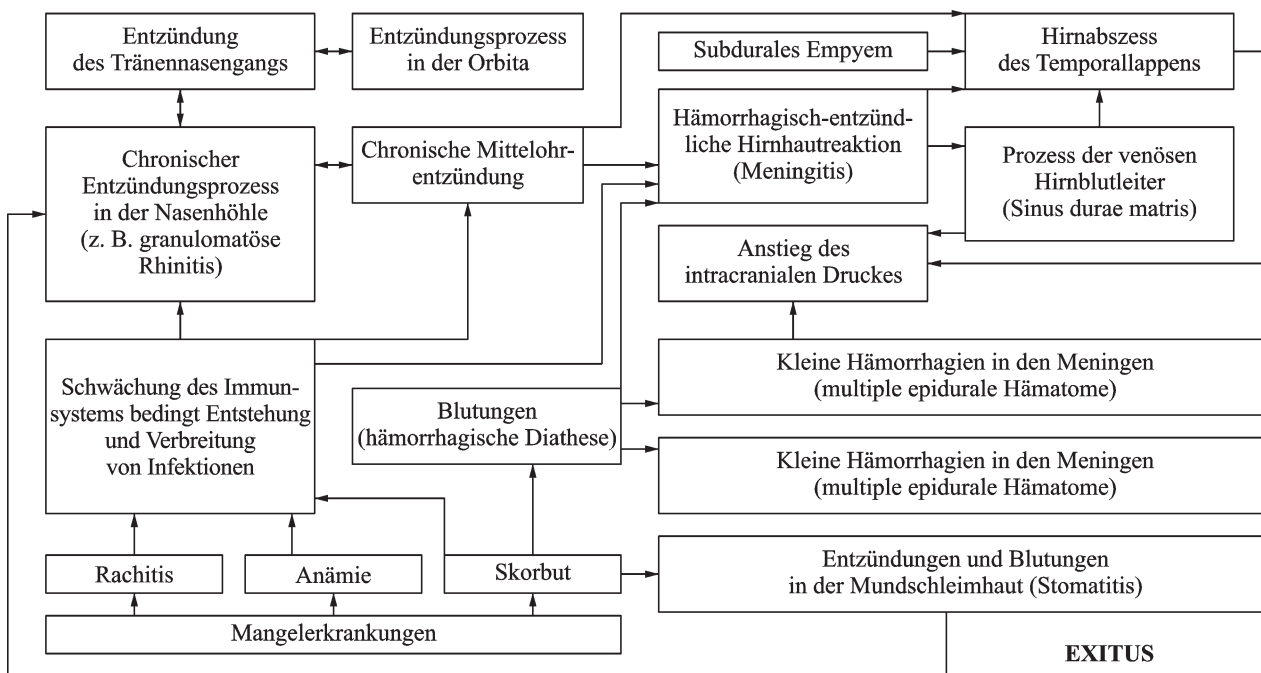 Entzündung
des Tränennasengangs
Entzündungsprozess
in der Orbita
Subdurales Empyem
Hirnabszess
des Temporallappens
Chronischer
Entzündungsprozess
in der Nasenhöhle
(z. B. granulomatöse
Rhinitis)
Chronische Mittelohr-
entzündung
Hämorrhagisch-entzünd-
liche Hirnhautreaktion
(Meningitis)
Prozess der venösen
Hirnblutleiter
(Sinus durae matris)
Anstieg des
intracranialen Druckes
Schwächung des Immun-
systems bedingt Entstehung
und Verbreitung
von Infektionen
Blutungen
(hämorrhagische Diathese)
Kleine Hämorrhagien in den Meningen
(multiple epidurale Hämatome)
Kleine Hämorrhagien in den Meningen
(multiple epidurale Hämatome)
Rachitis
Anämie
Skorbut
Entzündungen und Blutungen
in der Mundschleimhaut (Stomatitis)
Mangelerkrankungen
EXITUS